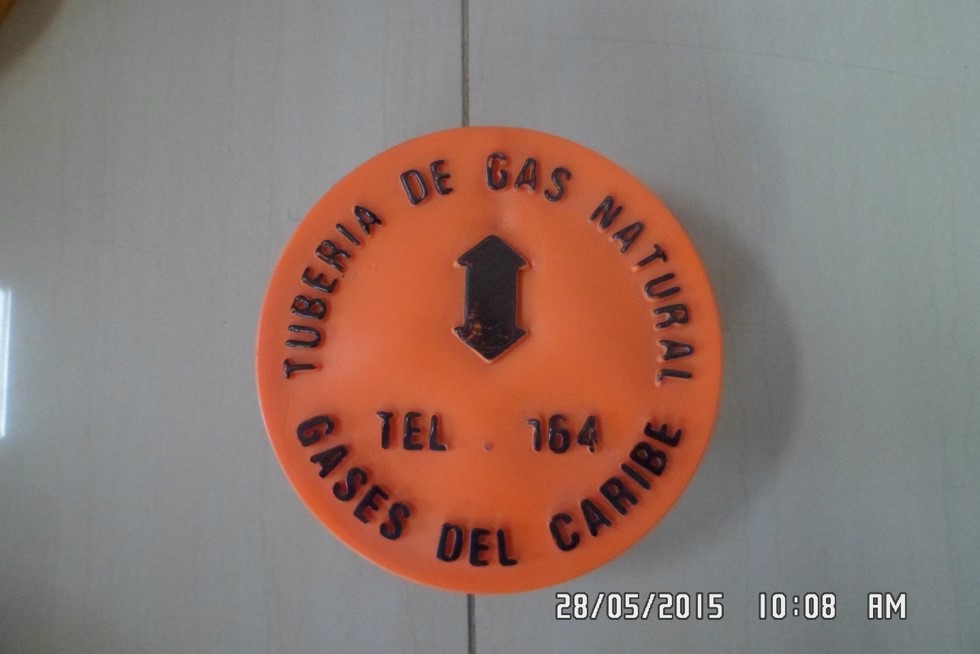 TUBERIA DE GAS NATURAL
TEL. 164
GASES DEL CARIBE
28/05/2015 10:08 AM